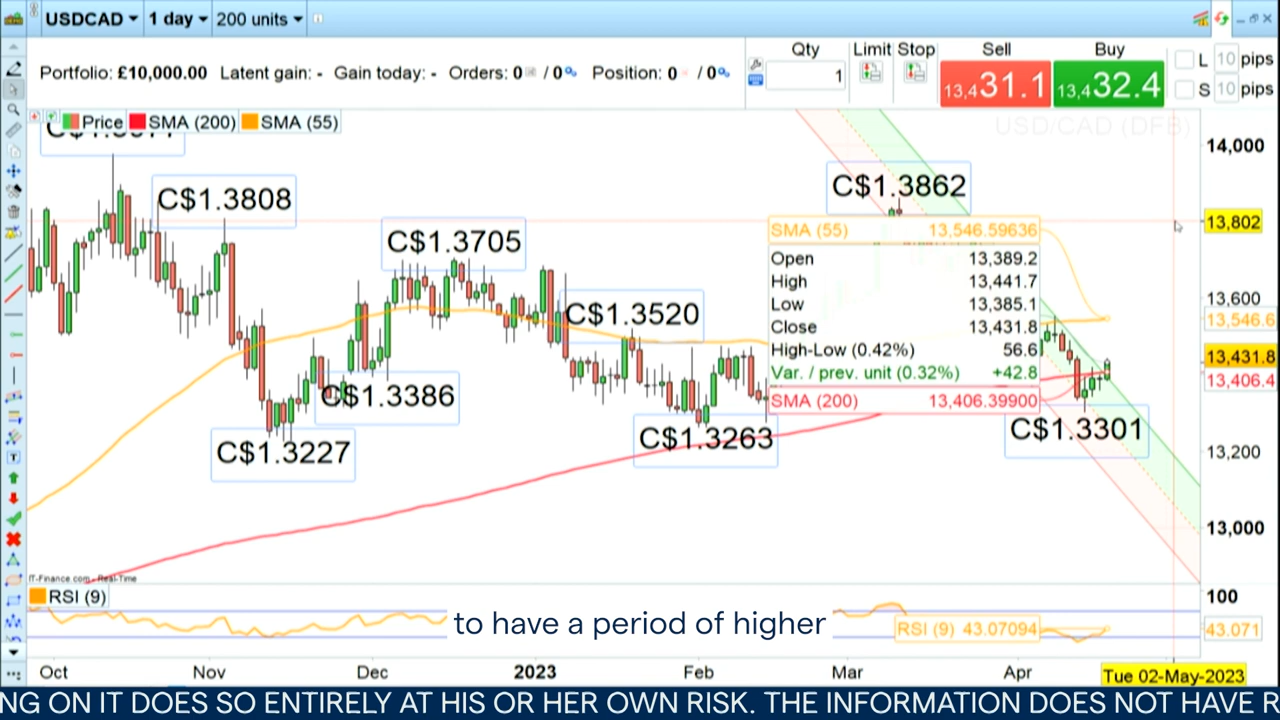 USDCAD 1 day 200 units
Portfolio: £10,000.00 Latent gain: - Gain today: - Orders: 0 / 0 Position: 0 / 0
Qty Limit Stop Sell Buy
1
13,431.1 13,432.4
L 10 pips
S 10 pips
Price SMA (200) SMA (55)
USD/CAD (DFB)
C$1.3808
C$1.3705
C$1.3862
C$1.3520
C$1.3386
C$1.3227
C$1.3263
C$1.3301
SMA (55) 13,546.59636
Open 13,389.2
High 13,441.7
Low 13,385.1
Close 13,431.8
High-Low (0.42%) 56.6
Var. / prev. unit (0.32%) +42.8
SMA (200) 13,406.39900
14,000
13,802
13,600
13,546.6
13,431.8
13,406.4
13,200
13,000
IT-Finance.com - Real-Time
RSI (9)
100
RSI (9) 43.07094
43.071
to have a period of higher
Oct Nov Dec 2023 Feb Mar Apr Tue 02-May-2023
NG ON IT DOES SO ENTIRELY AT HIS OR HER OWN RISK. THE INFORMATION DOES NOT HAVE R